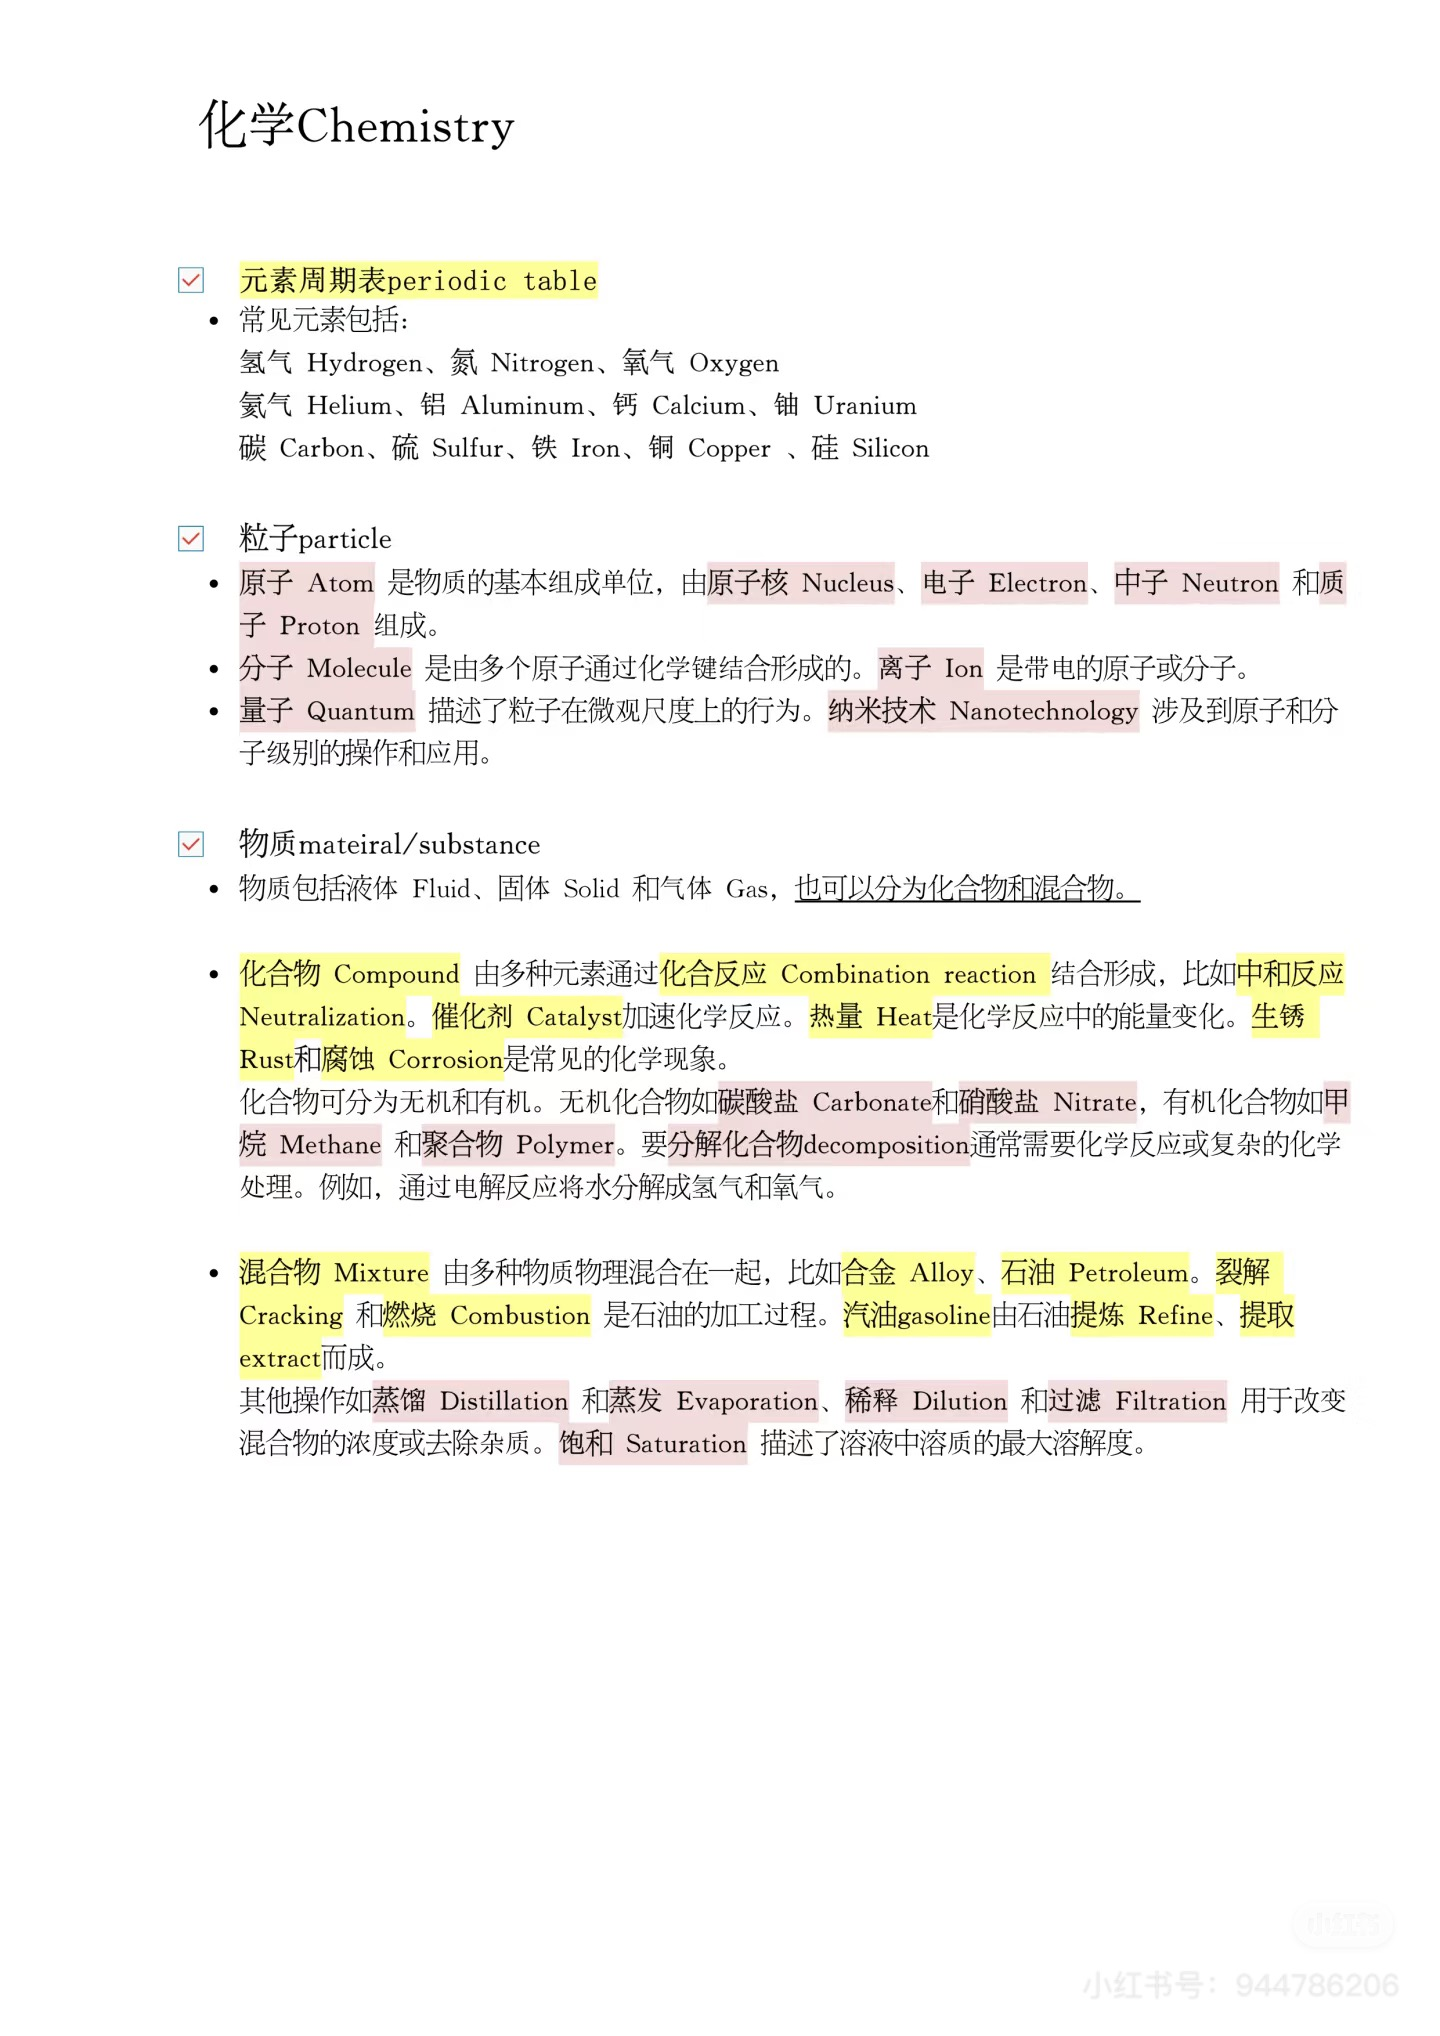 化学Chemistry
元素周期表periodic table
常见元素包括：
氢气 Hydrogen、氮 Nitrogen、氧气 Oxygen
氦气 Helium、铝 Aluminum、钙 Calcium、铀 Uranium
碳 Carbon、硫 Sulfur、铁 Iron、铜 Copper 、硅 Silicon
粒子particle
原子 Atom 是物质的基本组成单位，由原子核 Nucleus、电子 Electron、中子 Neutron 和质
子 Proton 组成。
分子 Molecule 是由多个原子通过化学键结合形成的。离子 Ion 是带电的原子或分子。
量子 Quantum 描述了粒子在微观尺度上的行为。纳米技术 Nanotechnology 涉及到原子和分
子级别的操作和应用。
物质mateiral/substance
物质包括液体 Fluid、固体 Solid 和气体 Gas，也可以分为化合物和混合物。
化合物 Compound 由多种元素通过化合反应 Combination reaction 结合形成，比如中和反应
Neutralization。催化剂 Catalyst加速化学反应。热量 Heat是化学反应中的能量变化。生锈
Rust和腐蚀 Corrosion是常见的化学现象。
化合物可分为无机和有机。无机化合物如碳酸盐 Carbonate和硝酸盐 Nitrate，有机化合物如甲
烷 Methane 和聚合物 Polymer。要分解化合物decomposition通常需要化学反应或复杂的化学
处理。例如，通过电解反应将水分解成氢气和氧气。
混合物 Mixture 由多种物质物理混合在一起，比如合金 Alloy、石油 Petroleum。裂解
Cracking 和燃烧 Combustion 是石油的加工过程。汽油gasoline由石油提炼 Refine、提取
extract而成。
其他操作如蒸馏 Distillation 和蒸发 Evaporation、稀释 Dilution 和过滤 Filtration 用于改变
混合物的浓度或去除杂质。饱和 Saturation 描述了溶液中溶质的最大溶解度。
小红书
小红书号：944786206